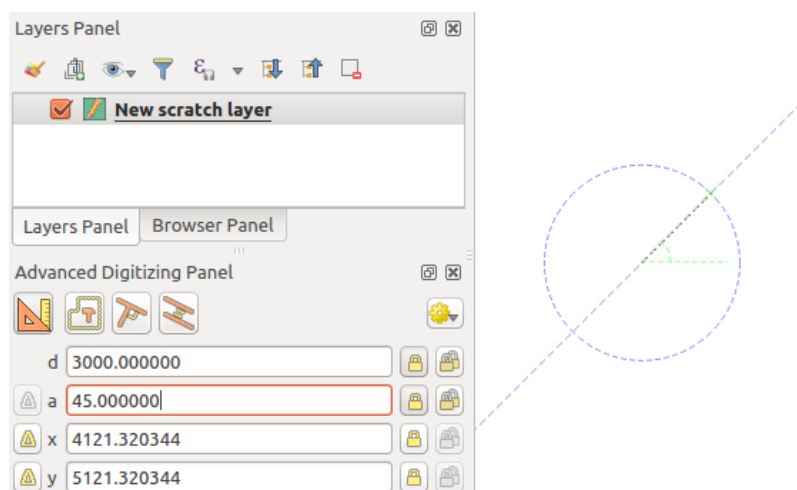 Layers Panel
New scratch layer
Layers Panel Browser Panel
Advanced Digitizing Panel
d 3000.000000
a 45.000000
x 4121.320344
y 5121.320344